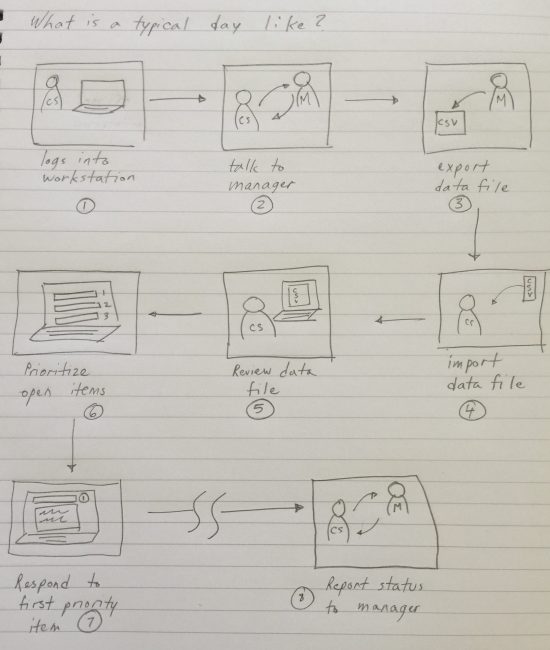 What is a typical day like?
CS
logs into
workstation
1
CS
M
talk to
manager
2
M
CSV
export
data file
3
CSV
CS
import
data file
4
CSV
CS
Review data
file
5
1
2
3
Prioritize
open items
6
1
Respond to
first priority
item 7
CS
M
8 Report status
to manager